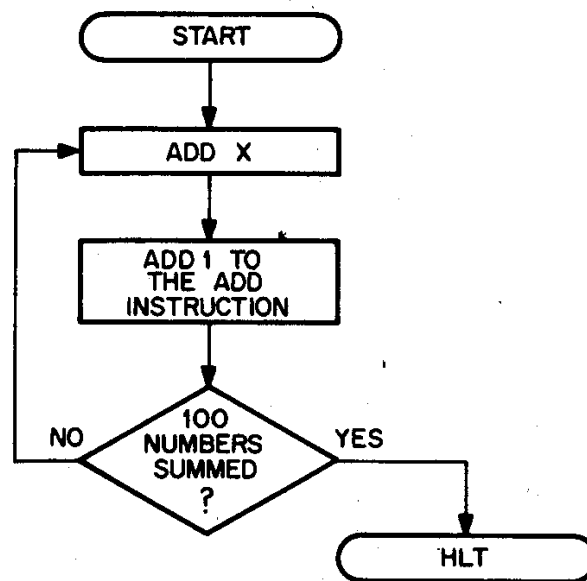 START
ADD X
ADD 1 TO
THE ADD
INSTRUCTION
100
NUMBERS
SUMMED
?
NO
YES
HLT